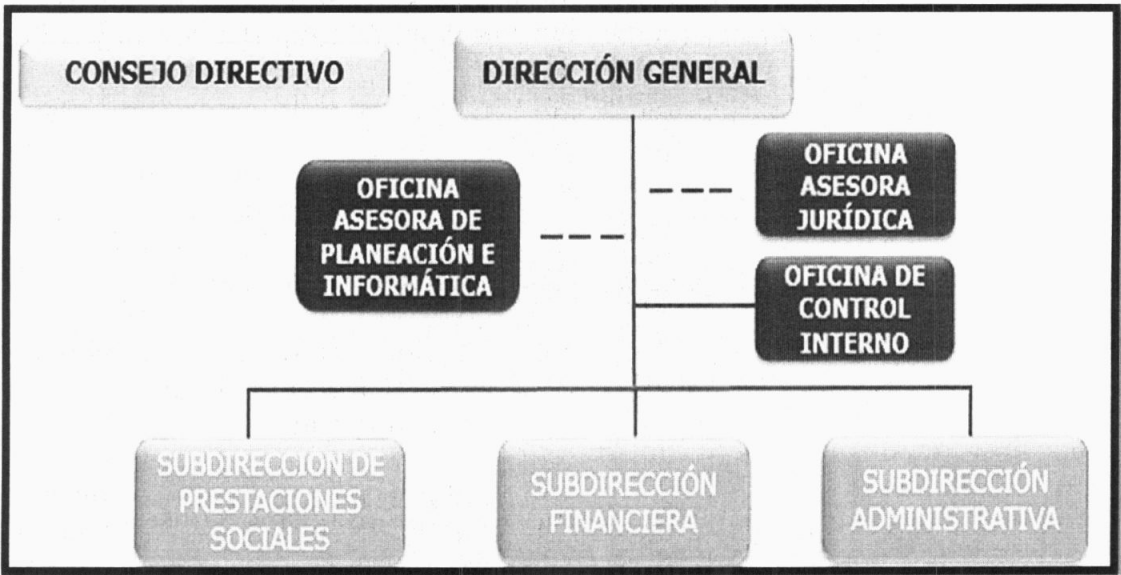 CONSEJO DIRECTIVO
DIRECCIÓN GENERAL
OFICINA
ASESORA
JURÍDICA
OFICINA
ASESORA DE
PLANEACIÓN E
INFORMÁTICA
OFICINA DE
CONTROL
INTERNO
SUBDIRECCION DE
PRESTACIONES
SOCIALES
SUBDIRECCIÓN
FINANCIERA
SUBDIRECCIÓN
ADMINISTRATIVA